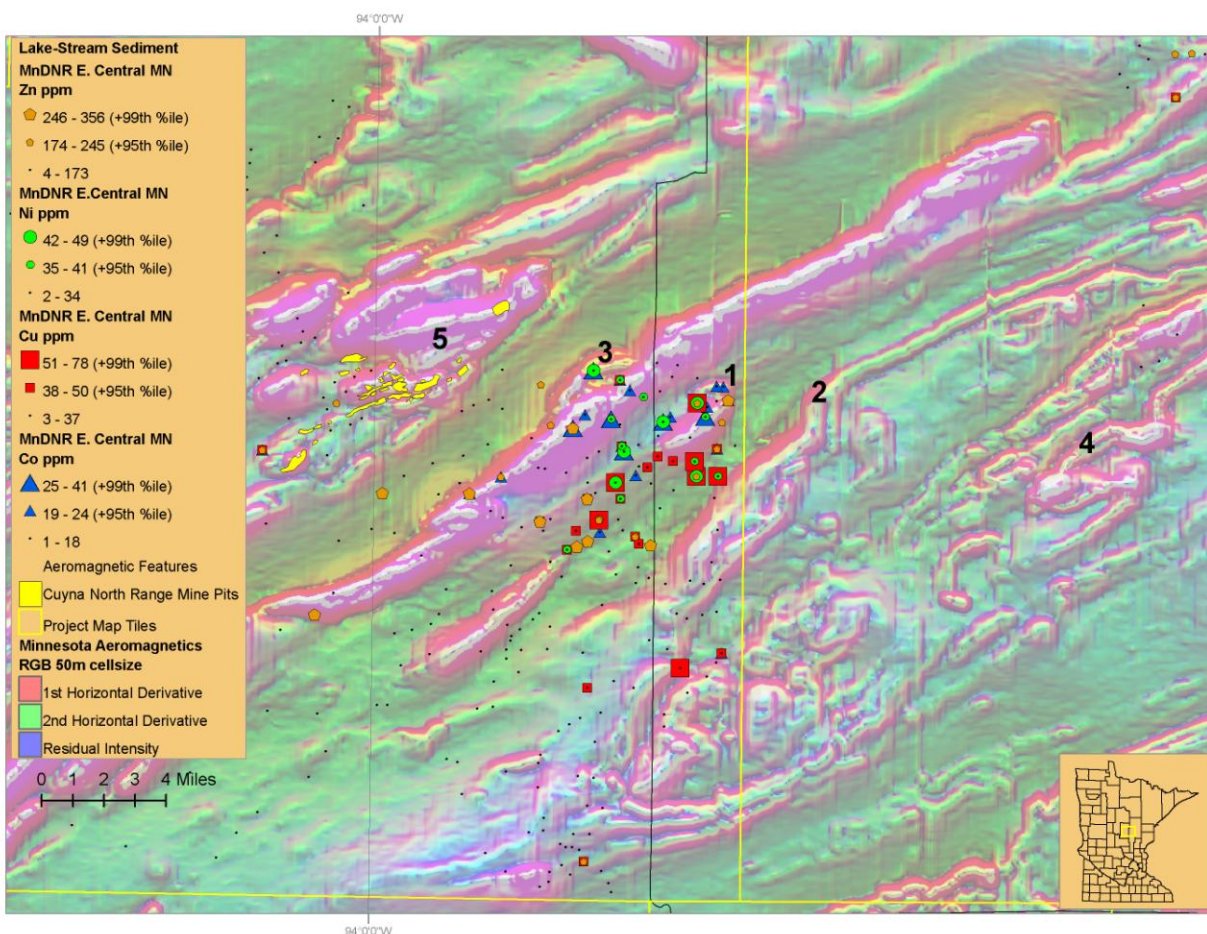 94°0'0"W
Lake-Stream Sediment
MnDNR E. Central MN
Zn ppm
246 - 356 (+99th %ile)
174 - 245 (+95th %ile)
4 - 173
MnDNR E.Central MN
Ni ppm
42 - 49 (+99th %ile)
35 - 41 (+95th %ile)
2 - 34
MnDNR E. Central MN
Cu ppm
51 - 78 (+99th %ile)
38 - 50 (+95th %ile)
3 - 37
MnDNR E. Central MN
Co ppm
25 - 41 (+99th %ile)
19 - 24 (+95th %ile)
1 - 18
Aeromagnetic Features
Cuyna North Range Mine Pits
Project Map Tiles
Minnesota Aeromagnetics
RGB 50m cellsize
1st Horizontal Derivative
2nd Horizontal Derivative
Residual Intensity
0 1 2 3 4 Miles
5
3
1
2
4
94°0'0"W